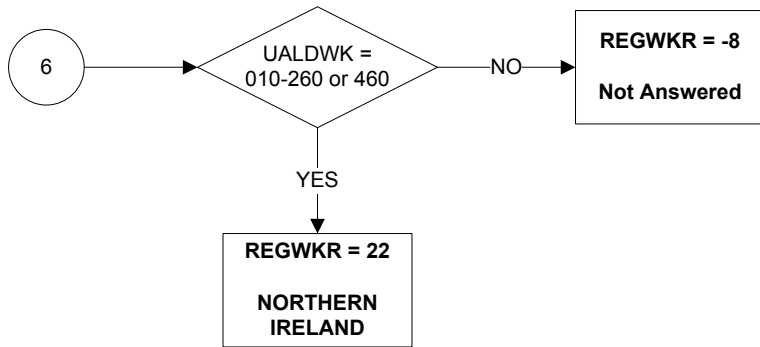 6
UALDWK =
010-260 or 460
NO
REGWKR = -8
Not Answered
YES
REGWKR = 22
NORTHERN
IRELAND